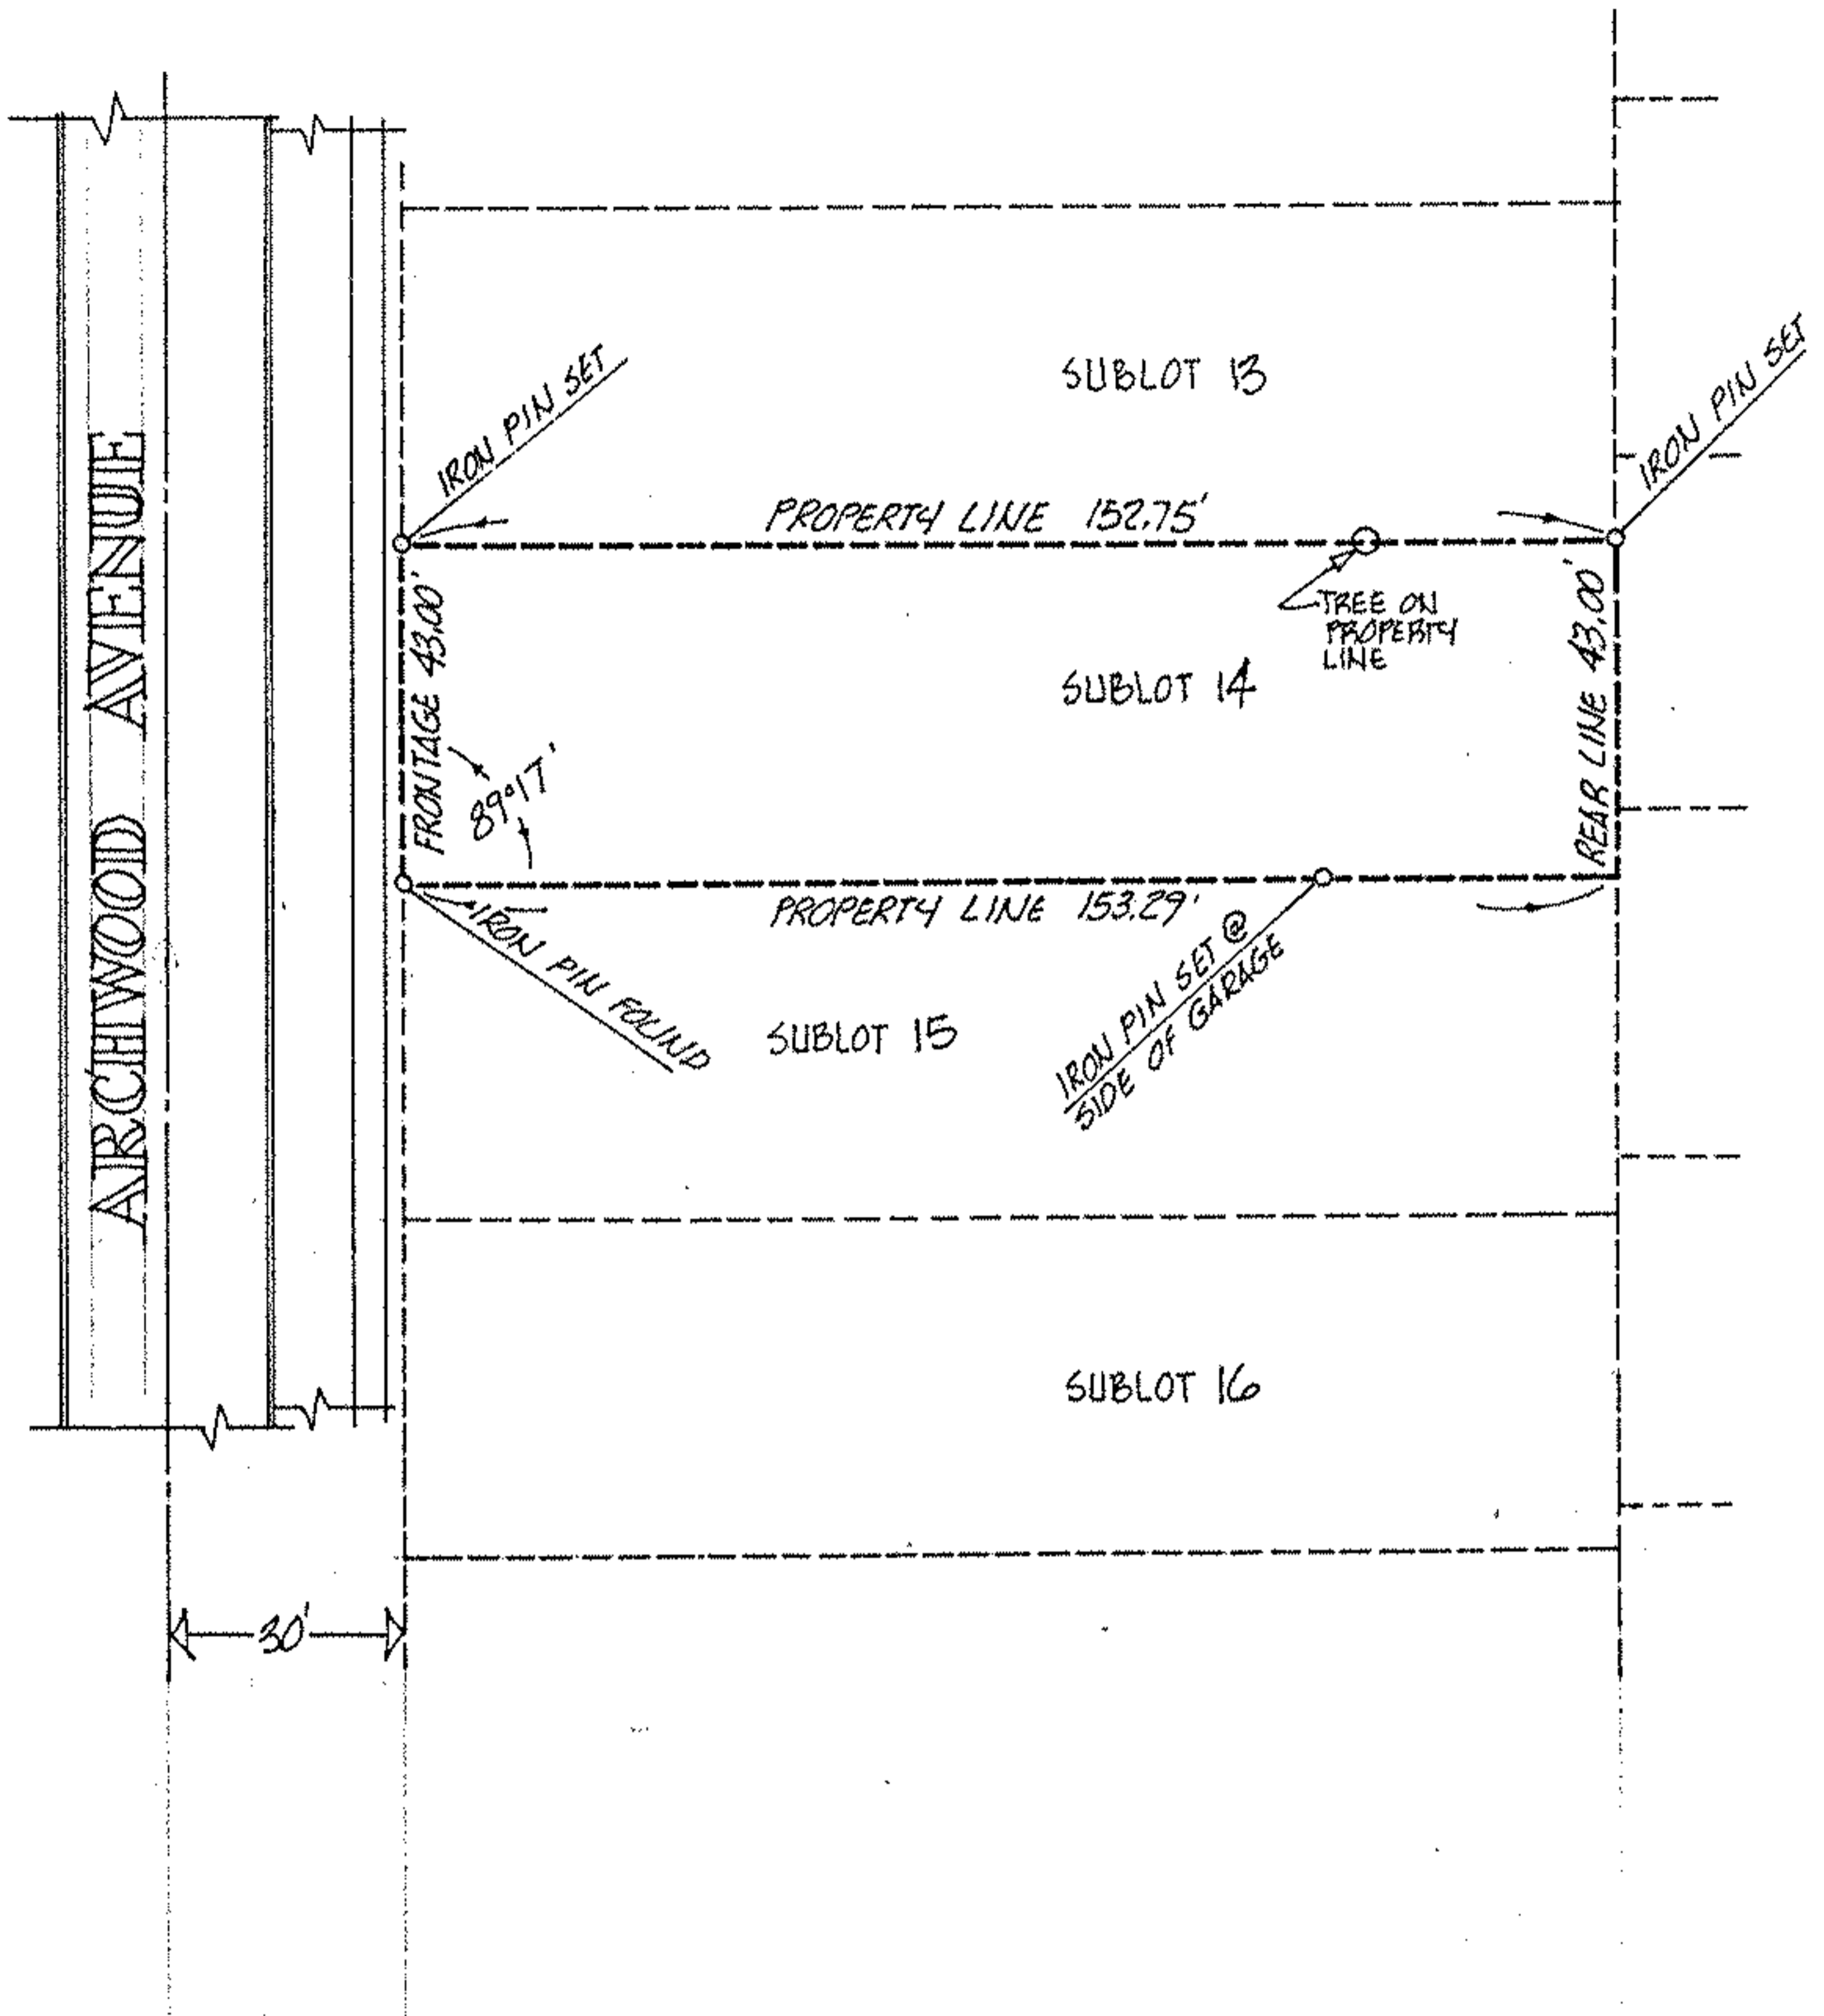 ARCHWOOD AVENUE
SUBLOT 13
IRON PIN SET
IRON PIN SET
PROPERTY LINE 152.75'
FRONTAGE 43.00'
TREE ON
PROPERTY
LINE
REAR LINE 43.00'
SUBLOT 14
89°17'
PROPERTY LINE 153.29'
IRON PIN FOUND
IRON PIN SET @
SIDE OF GARAGE
SUBLOT 15
SUBLOT 16
30'